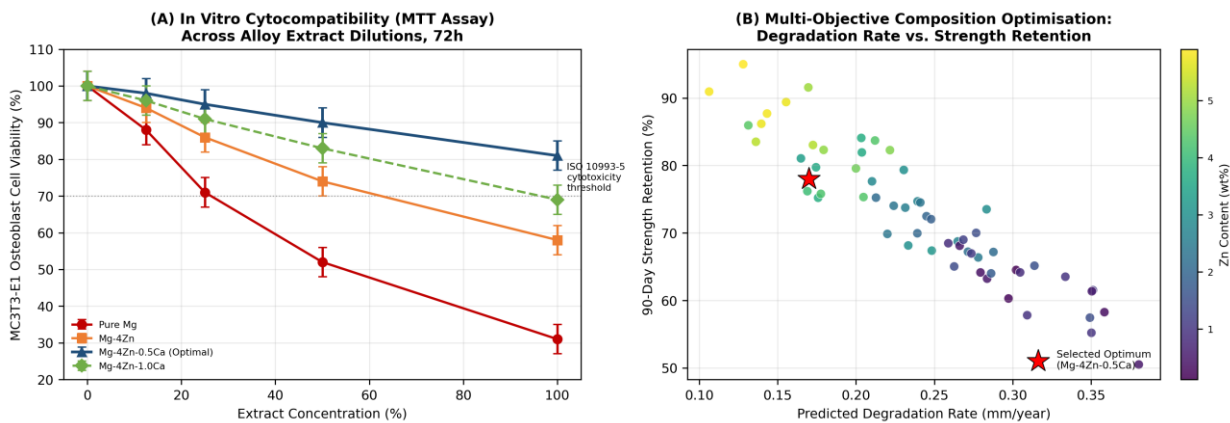 (A) In Vitro Cytocompatibility (MTT Assay)
Across Alloy Extract Dilutions, 72h
MC3T3-E1 Osteoblast Cell Viability (%)
110
100
90
80
70
60
50
40
30
20
ISO 10993-5
cytotoxicity
threshold
Pure Mg
Mg-4Zn
Mg-4Zn-0.5Ca (Optimal)
Mg-4Zn-1.0Ca
0
20
40
60
80
100
Extract Concentration (%)
(B) Multi-Objective Composition Optimisation:
Degradation Rate vs. Strength Retention
90-Day Strength Retention (%)
90
80
70
60
50
Selected Optimum
(Mg-4Zn-0.5Ca)
0.10
0.15
0.20
0.25
0.30
0.35
Predicted Degradation Rate (mm/year)
5
4
3
2
1
Zn Content (wt%)